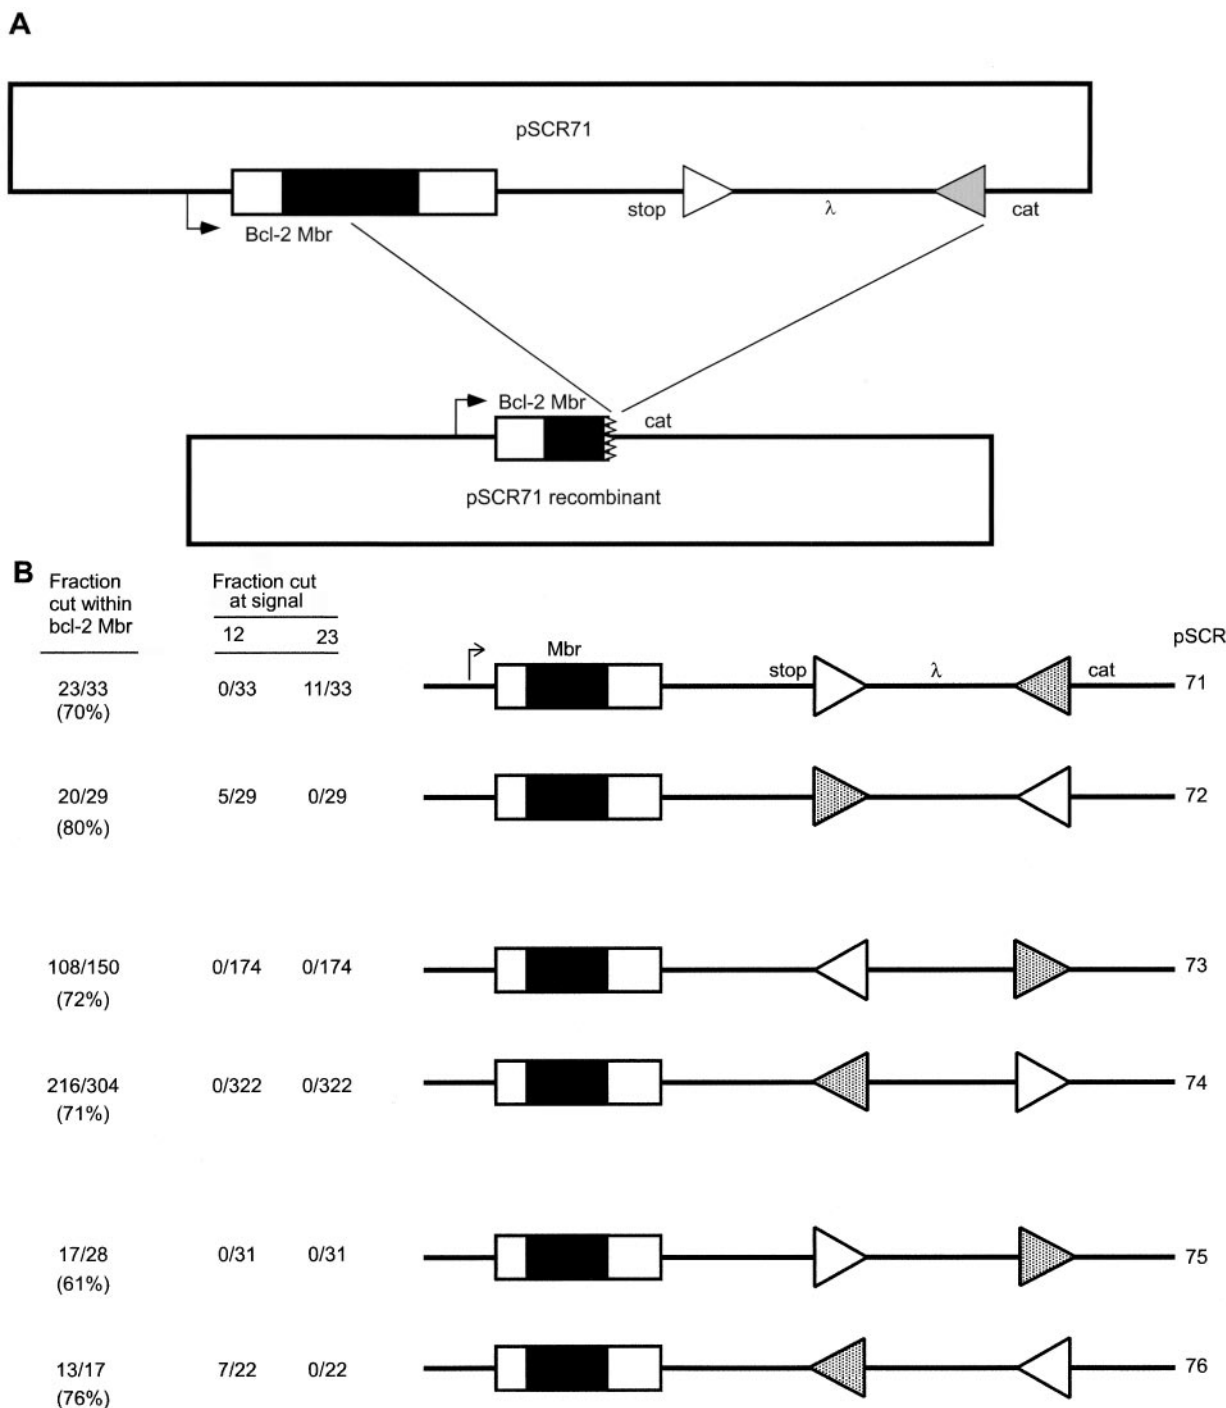 A
pSCR71
stop
λ
cat
Bcl-2 Mbr
Bcl-2 Mbr
cat
pSCR71 recombinant
B
Fraction
cut within
bcl-2 Mbr
Fraction cut
at signal
12 23
Mbr
stop
λ
cat
pSCR
23/33 0/33 11/33 71
(70%)
20/29 5/29 0/29 72
(80%)
108/150 0/174 0/174 73
(72%)
216/304 0/322 0/322 74
(71%)
17/28 0/31 0/31 75
(61%)
13/17 7/22 0/22 76
(76%)